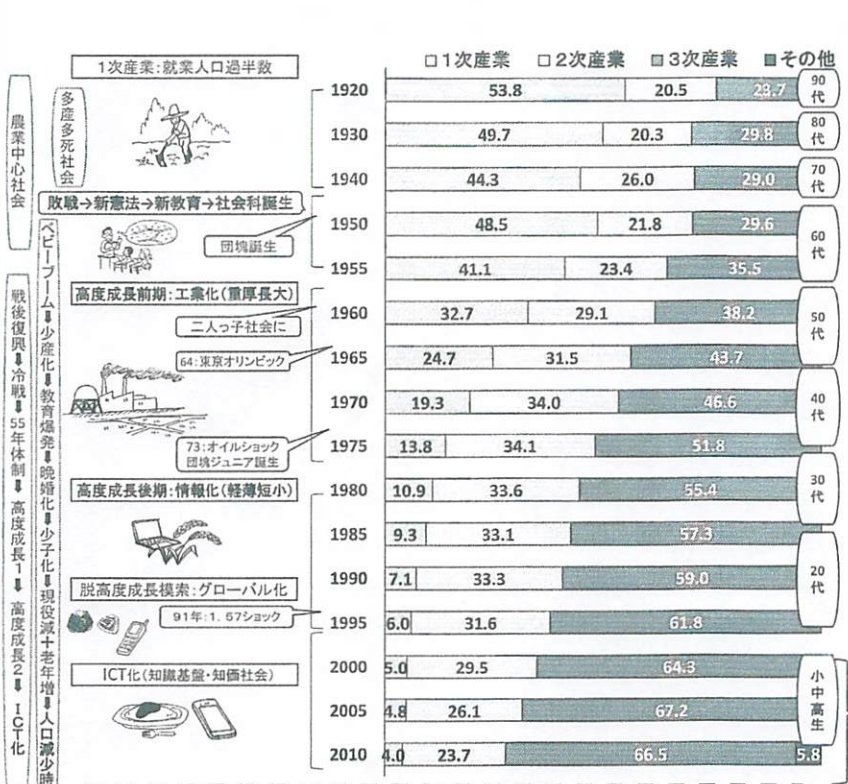 □1次産業 □2次産業 ■3次産業 ■その他
1次産業:就業人口過半数
農業中心社会
多産多死社会
敗戦→新憲法→新教育→社会科誕生
団塊誕生
高度成長前期:工業化(重厚長大)
二人っ子社会に
64:東京オリンピック
73:オイルショック
団塊ジュニア誕生
高度成長後期:情報化(軽薄短小)
脱高度成長模索:グローバル化
91年:1.57ショック
ICT化(知識基盤・知価社会)
戦後復興⬇冷戦⬇55年体制⬇高度成長1⬇高度成長2⬇ICT化
ベビーブーム⬇少産化⬇教育爆発⬇晩婚化⬇少子化⬇現役減+老年増⬇人口減少時
1920 53.8 20.5 23.7
1930 49.7 20.3 29.8
1940 44.3 26.0 29.0
1950 48.5 21.8 29.6
1955 41.1 23.4 35.5
1960 32.7 29.1 38.2
1965 24.7 31.5 43.7
1970 19.3 34.0 46.6
1975 13.8 34.1 51.8
1980 10.9 33.6 55.4
1985 9.3 33.1 57.3
1990 7.1 33.3 59.0
1995 6.0 31.6 61.8
2000 5.0 29.5 64.3
2005 4.8 26.1 67.2
2010 4.0 23.7 66.5 5.8
90代
80代
70代
60代
50代
40代
30代
20代
小中高生